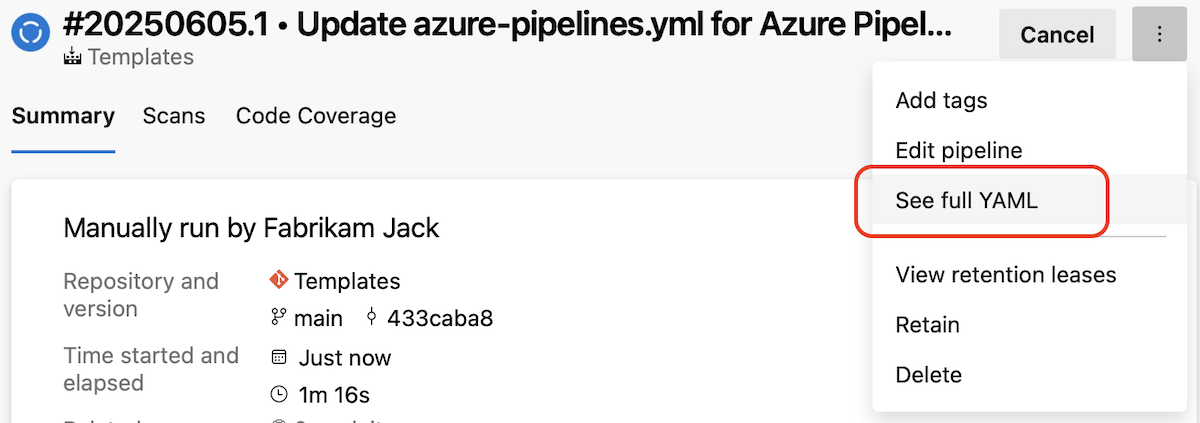 #20250605.1 • Update azure-pipelines.yml for Azure Pipel...
Cancel
Templates
Summary
Scans
Code Coverage
Add tags
Edit pipeline
See full YAML
View retention leases
Retain
Delete
Manually run by Fabrikam Jack
Repository and
version
Templates
main
433caba8
Time started and
elapsed
Just now
1m 16s